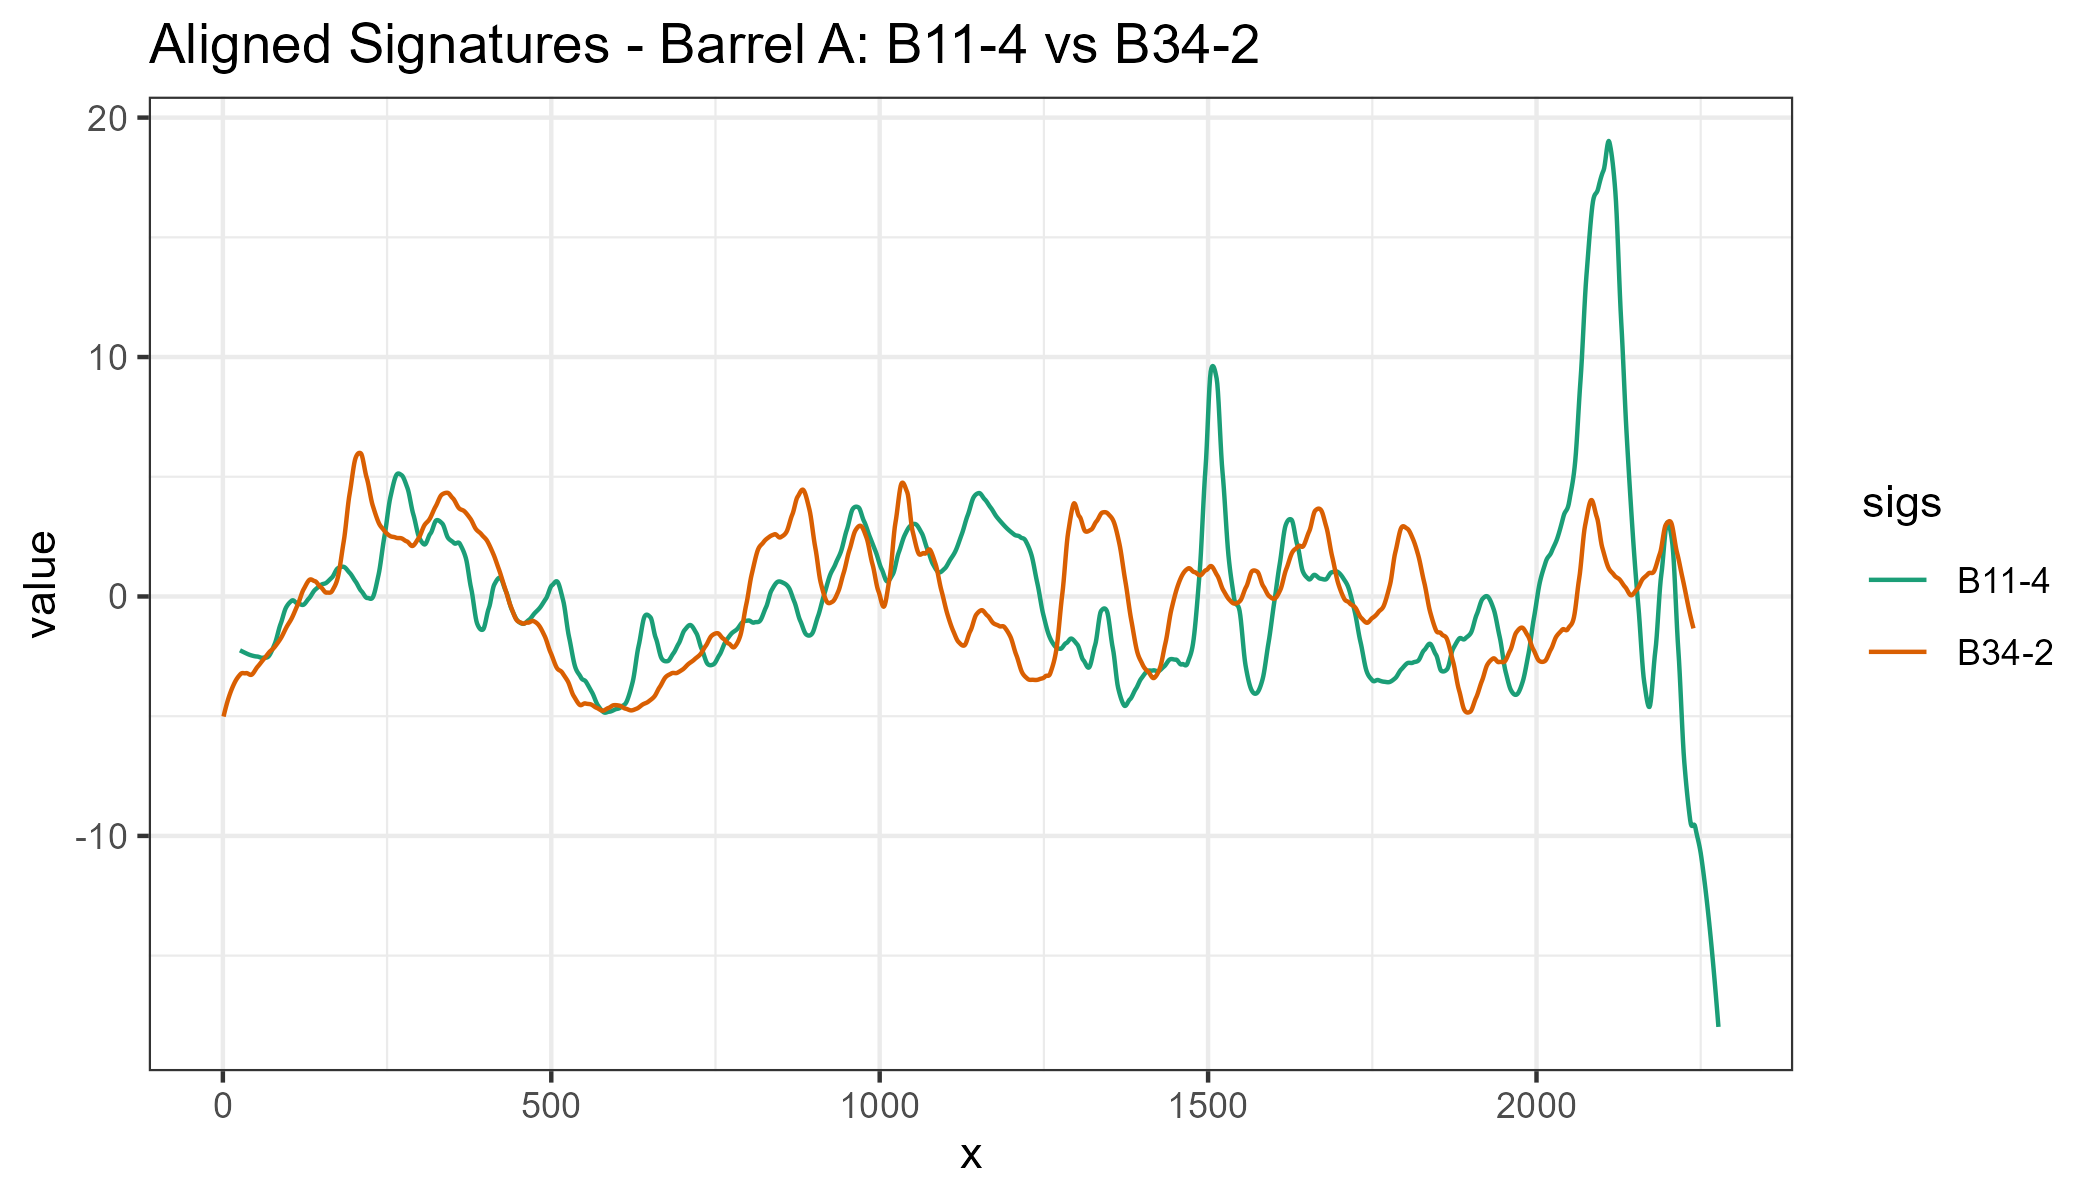 Aligned Signatures - Barrel A: B11-4 vs B34-2
20
10
0
-10
value
0 500 1000 1500 2000
x
sigs
B11-4
B34-2